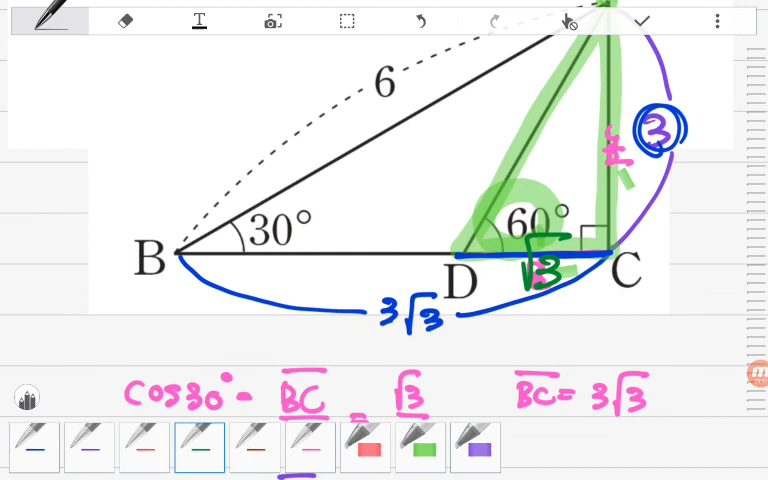 6
3
30°
60°
√3
B
D
C
3√3
cos30° = BC = √3
BC = 3√3